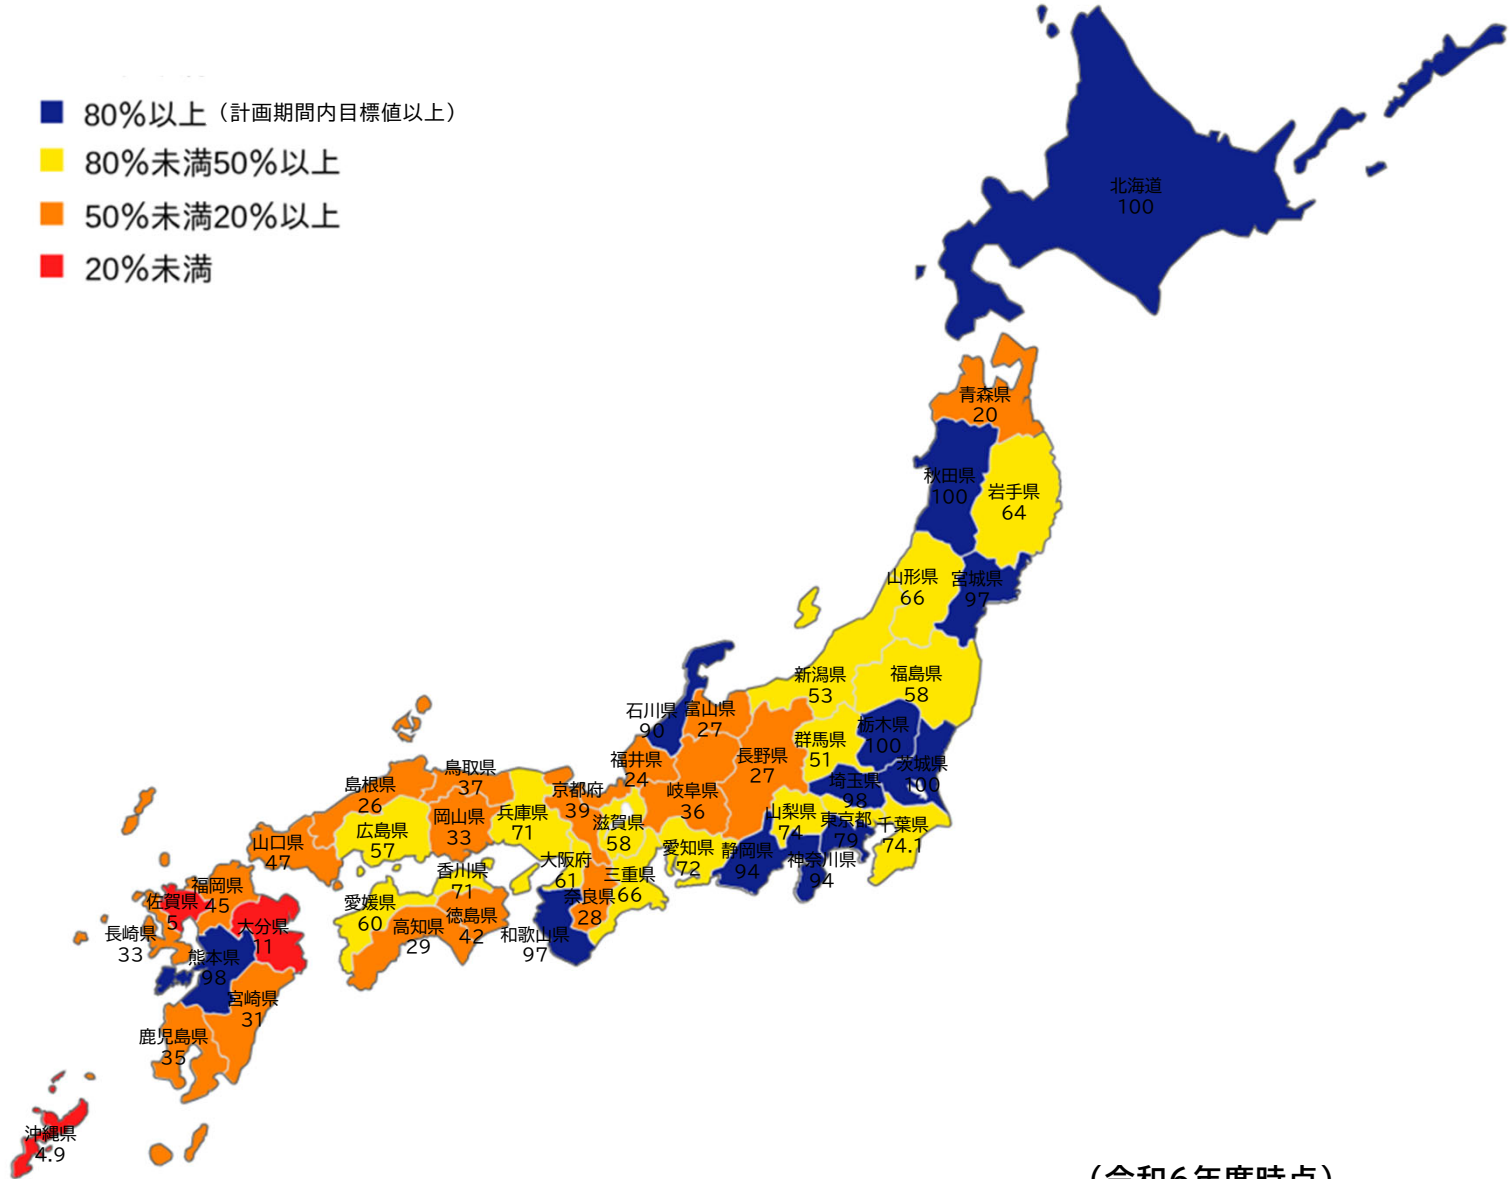 80%以上（計画期間内目標値以上）
80%未満50%以上
50%未満20%以上
20%未満
北海道
100
青森県
20
秋田県
100
岩手県
64
山形県
66
宮城県
97
新潟県
53
福島県
58
石川県
90
富山県
27
栃木県
100
群馬県
51
茨城県
100
福井県
24
長野県
27
埼玉県
98
岐阜県
36
山梨県
74
東京都
79
千葉県
74.1
鳥取県
37
島根県
26
京都府
39
兵庫県
71
岡山県
33
滋賀県
58
広島県
57
山口県
47
愛知県
72
静岡県
94
神奈川県
94
大阪府
61
三重県
66
香川県
71
奈良県
28
愛媛県
60
徳島県
42
高知県
29
和歌山県
97
福岡県
45
佐賀県
5
大分県
11
長崎県
33
熊本県
98
宮崎県
31
鹿児島県
35
沖縄県
4.9
（令和6年度時点）